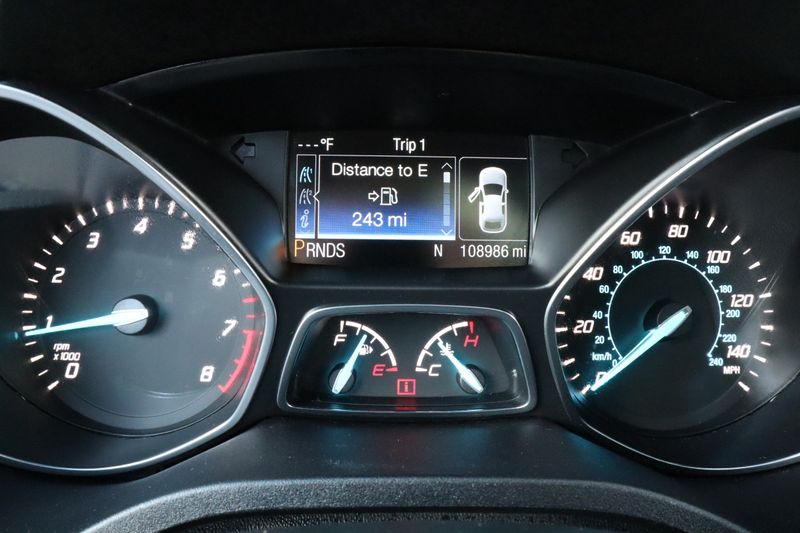 ---°F Trip 1
Distance to E
243 mi
PRNDS N 108986 mi
0 1 2 3 4 5 6 7 8
rpm
x1000
F E
C H
0 20 40 60 80 100 120 140
MPH
0 20 40 60 80 100 120 140 160 180 200 220 240
km/h